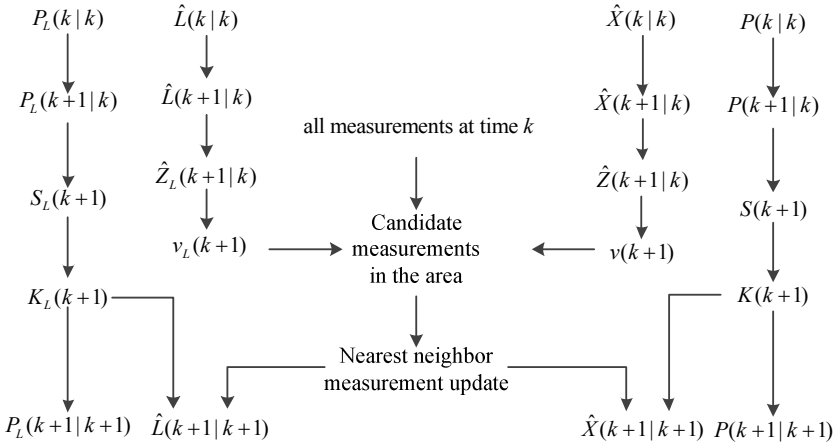 P_L(k|k) L̂(k|k) X̂(k|k) P(k|k)
P_L(k+1|k) L̂(k+1|k) X̂(k+1|k) P(k+1|k)
all measurements at time k
S_L(k+1) Ẑ_L(k+1|k) Ẑ(k+1|k) S(k+1)
v_L(k+1) Candidate v(k+1)
measurements
in the area
K_L(k+1) K(k+1)
Nearest neighbor
measurement update
P_L(k+1|k+1) L̂(k+1|k+1) X̂(k+1|k+1) P(k+1|k+1)